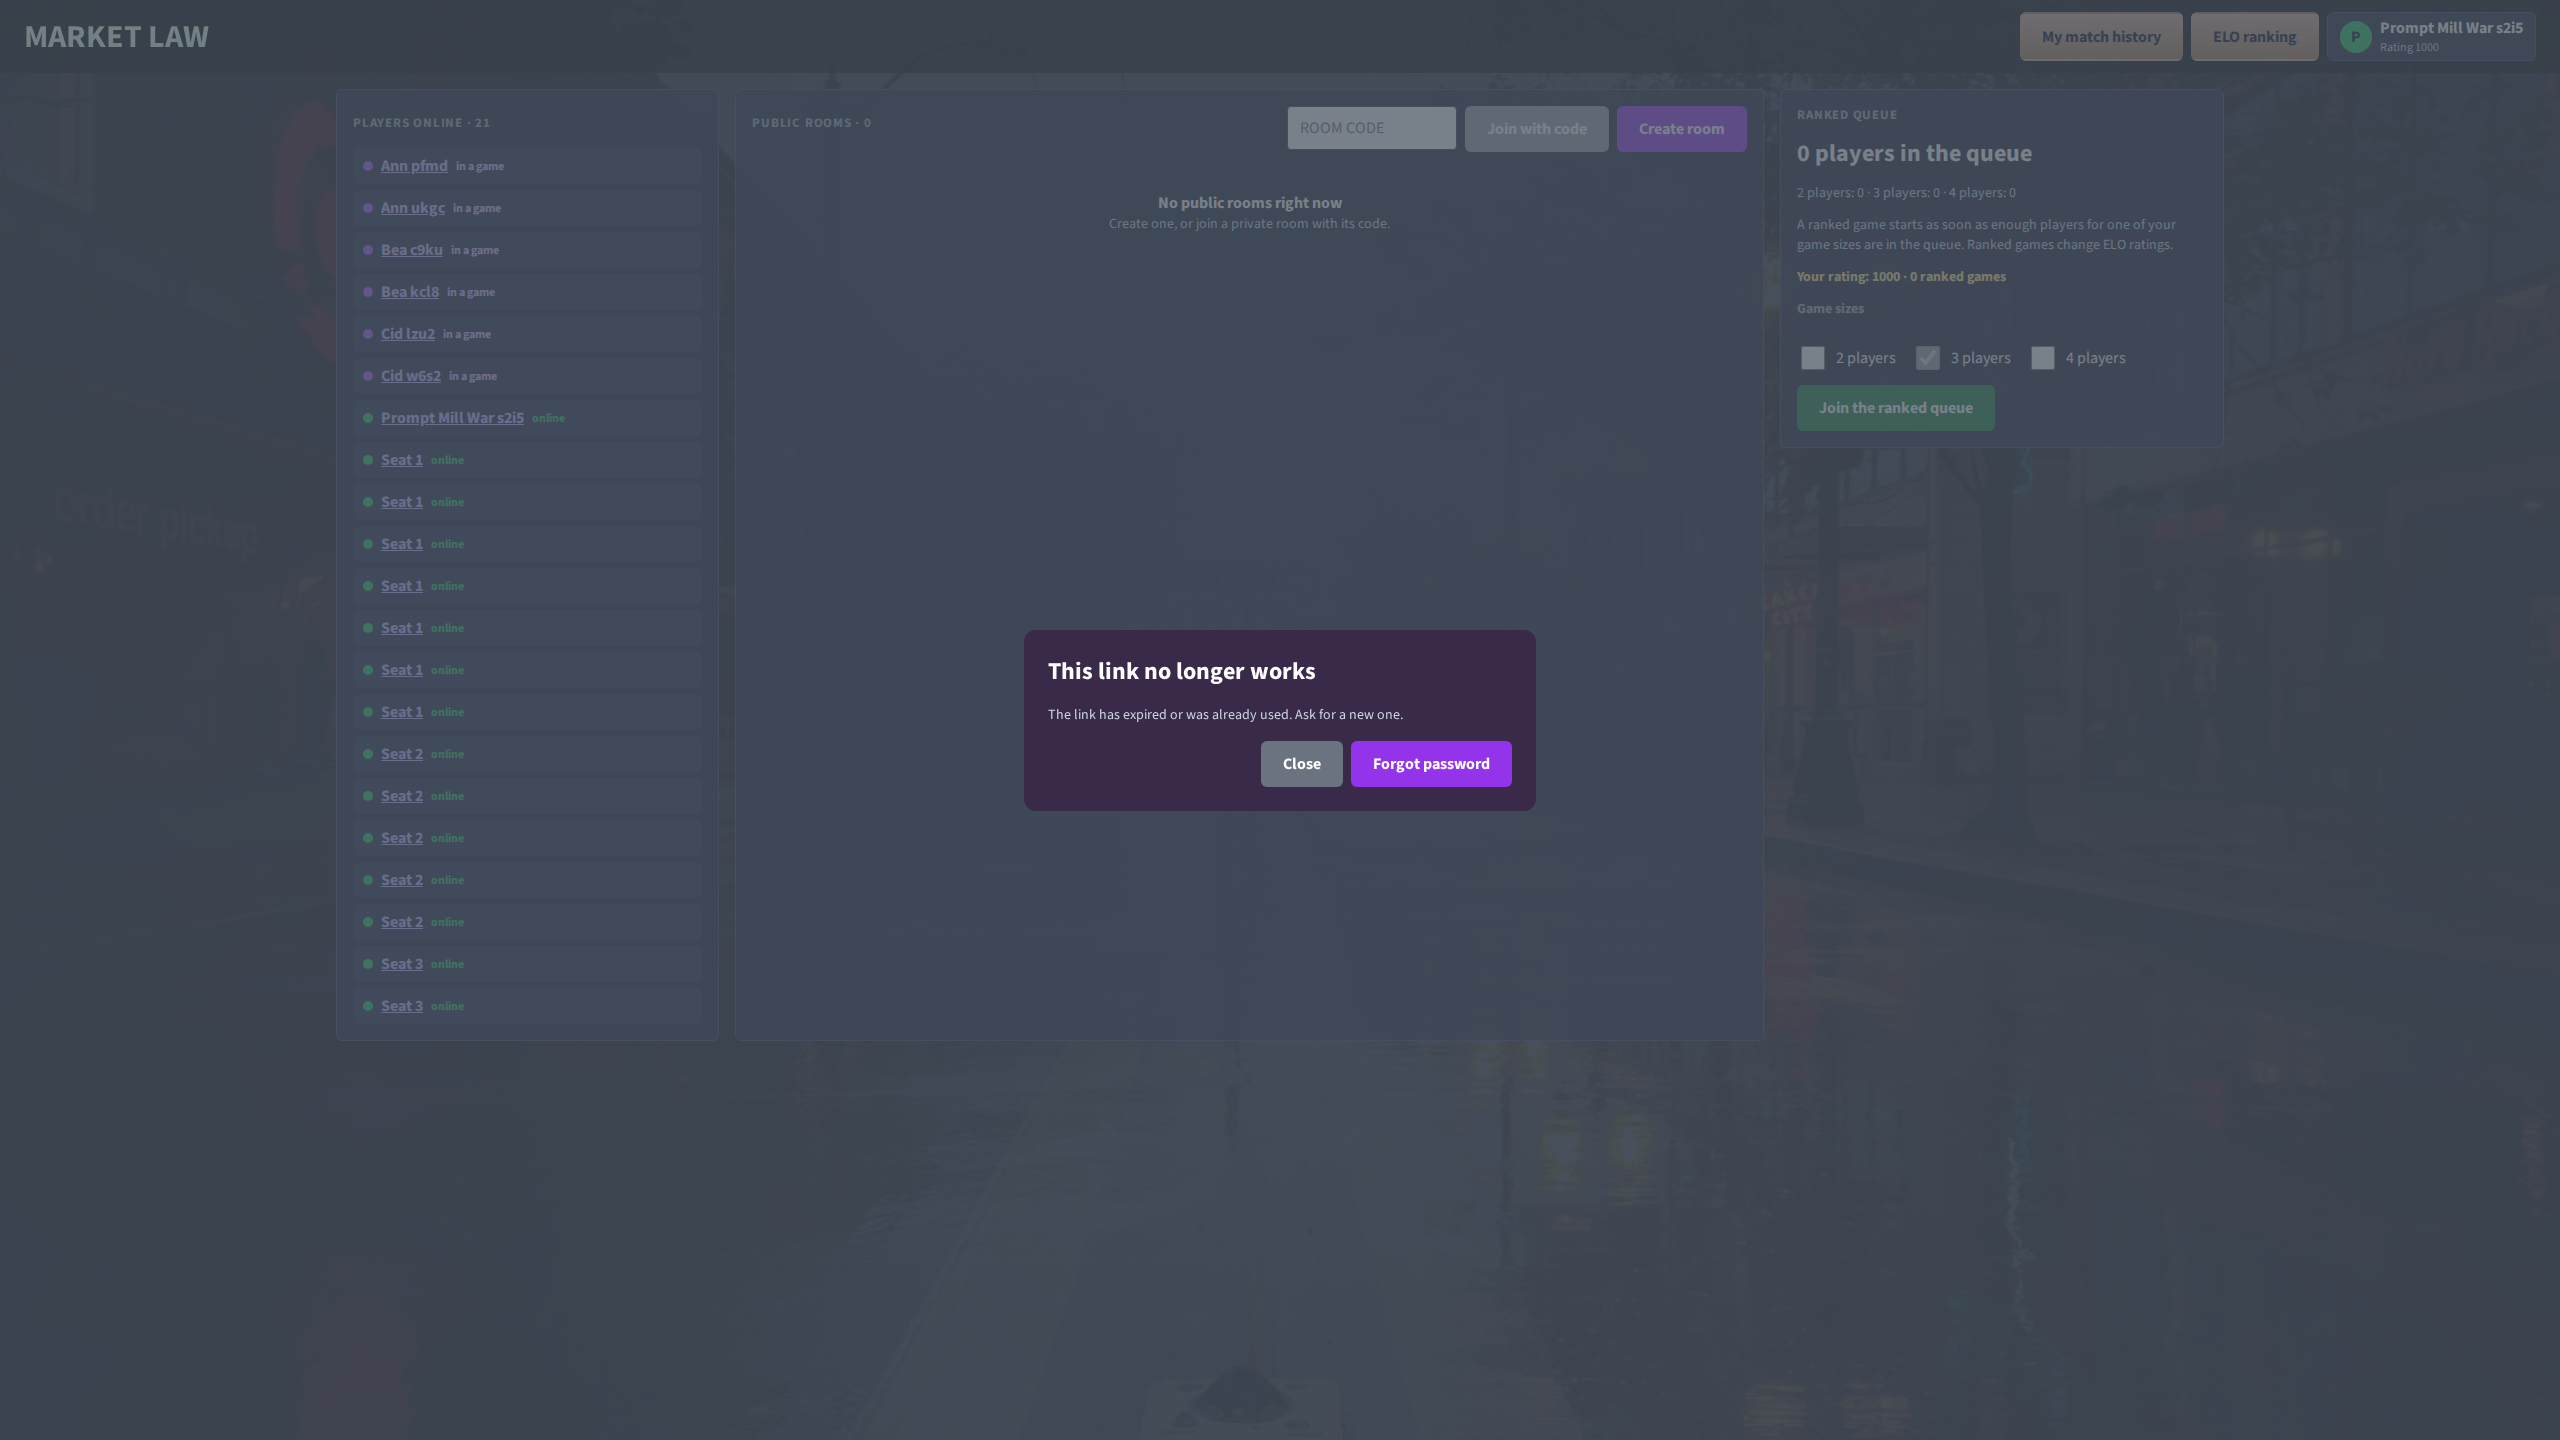 MARKET LAW
My match history
ELO ranking
P
Prompt Mill War s2i5
Rating 1000
PLAYERS ONLINE · 21
Ann pfmd in a game
Ann ukgc in a game
Bea c9ku in a game
Bea kcl8 in a game
Cid lzu2 in a game
Cid w6s2 in a game
Prompt Mill War s2i5 online
Seat 1 online
Seat 1 online
Seat 1 online
Seat 1 online
Seat 1 online
Seat 1 online
Seat 1 online
Seat 2 online
Seat 2 online
Seat 2 online
Seat 2 online
Seat 2 online
Seat 3 online
Seat 3 online
PUBLIC ROOMS · 0
ROOM CODE
Join with code
Create room
No public rooms right now
Create one, or join a private room with its code.
RANKED QUEUE
0 players in the queue
2 players: 0 · 3 players: 0 · 4 players: 0
A ranked game starts as soon as enough players for one of your
game sizes are in the queue. Ranked games change ELO ratings.
Your rating: 1000 · 0 ranked games
Game sizes
2 players
3 players
4 players
Join the ranked queue
This link no longer works
The link has expired or was already used. Ask for a new one.
Close
Forgot password
order pickup